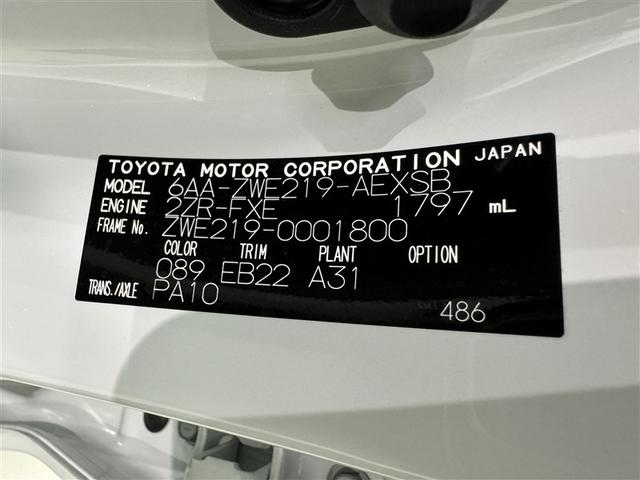 TOYOTA MOTOR CORPORATION JAPAN
MODEL 6AA-ZWE219-AEXSB
ENGINE 2ZR-FXE 1797 mL
FRAME No. ZWE219-0001800
COLOR TRIM PLANT OPTION
089 EB22 A31
TRANS./AXLE PA10
486